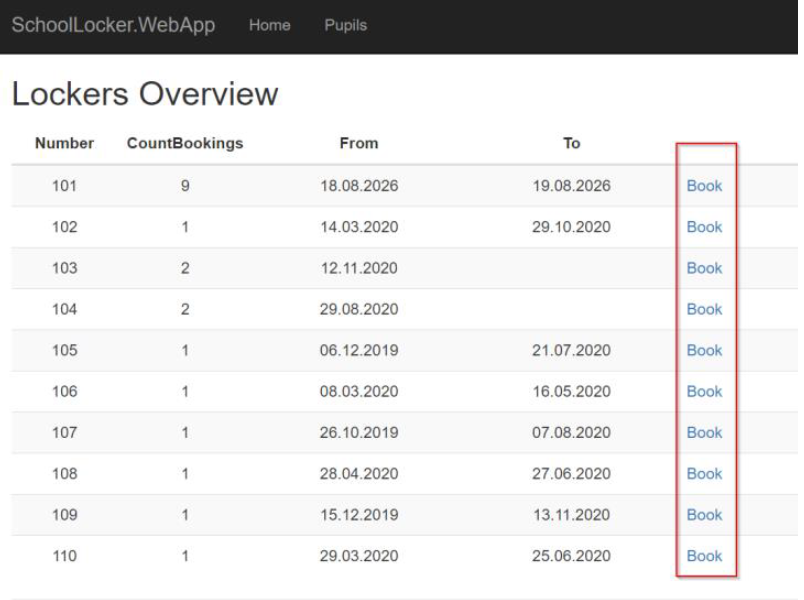 SchoolLocker.WebApp Home Pupils
Lockers Overview
Number CountBookings From To
101 9 18.08.2026 19.08.2026 Book
102 1 14.03.2020 29.10.2020 Book
103 2 12.11.2020 Book
104 2 29.08.2020 Book
105 1 06.12.2019 21.07.2020 Book
106 1 08.03.2020 16.05.2020 Book
107 1 26.10.2019 07.08.2020 Book
108 1 28.04.2020 27.06.2020 Book
109 1 15.12.2019 13.11.2020 Book
110 1 29.03.2020 25.06.2020 Book